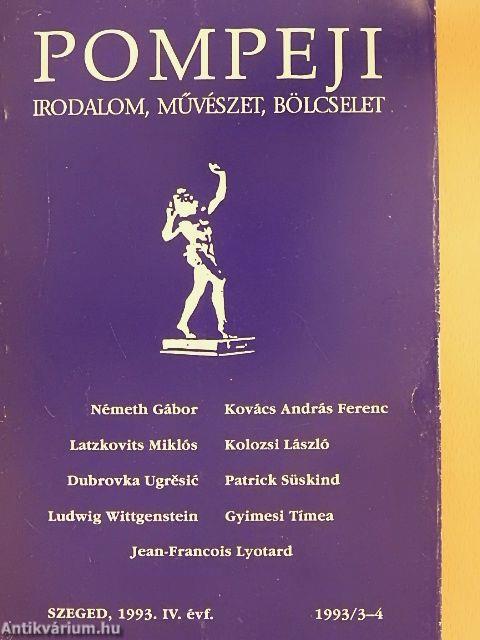 POMPEJI
IRODALOM, MŰVÉSZET, BÖLCSELET
Németh Gábor Kovács András Ferenc
Latzkovits Miklós Kolozsi László
Dubrovka Ugrěsić Patrick Süskind
Ludwig Wittgenstein Gyimesi Tímea
Jean-Francois Lyotard
SZEGED, 1993. IV. évf. 1993/3–4
Antikvárium.hu